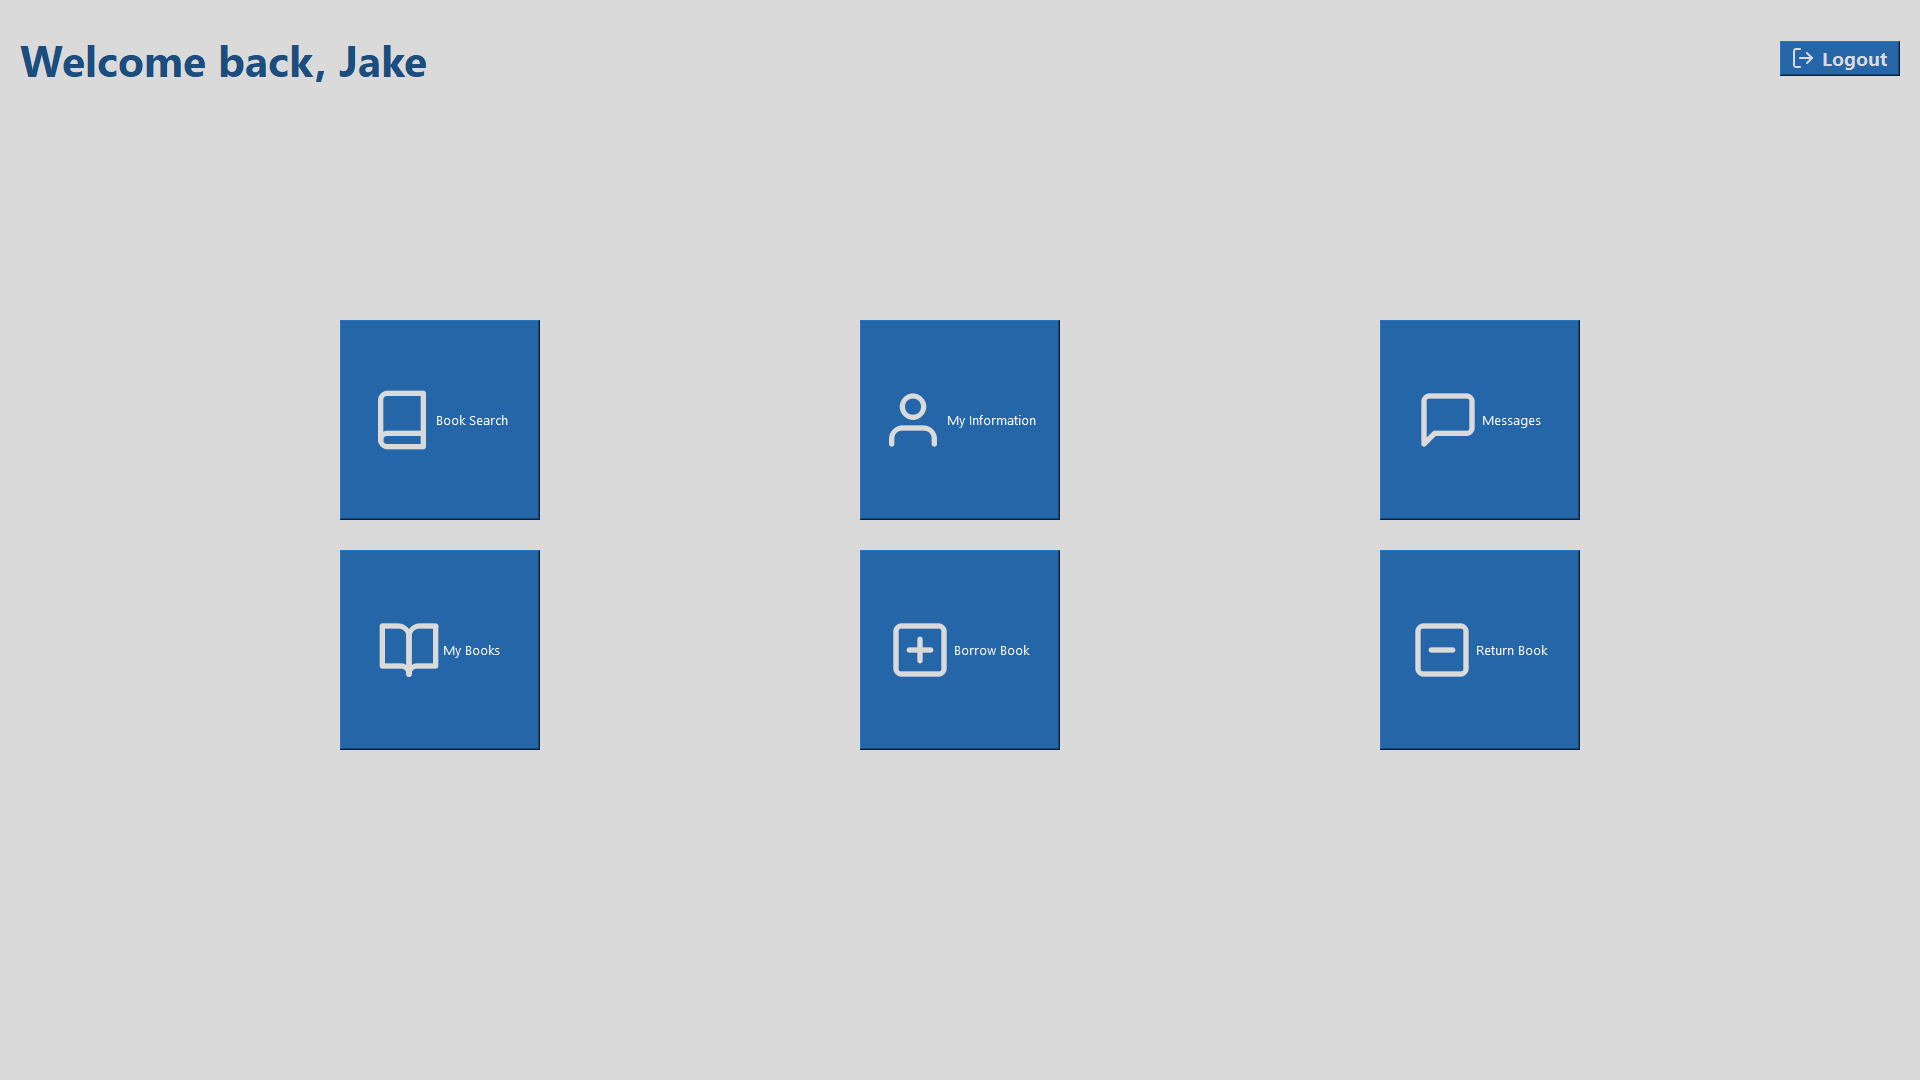 Welcome back, Jake
Logout
Book Search
My Information
Messages
My Books
Borrow Book
Return Book